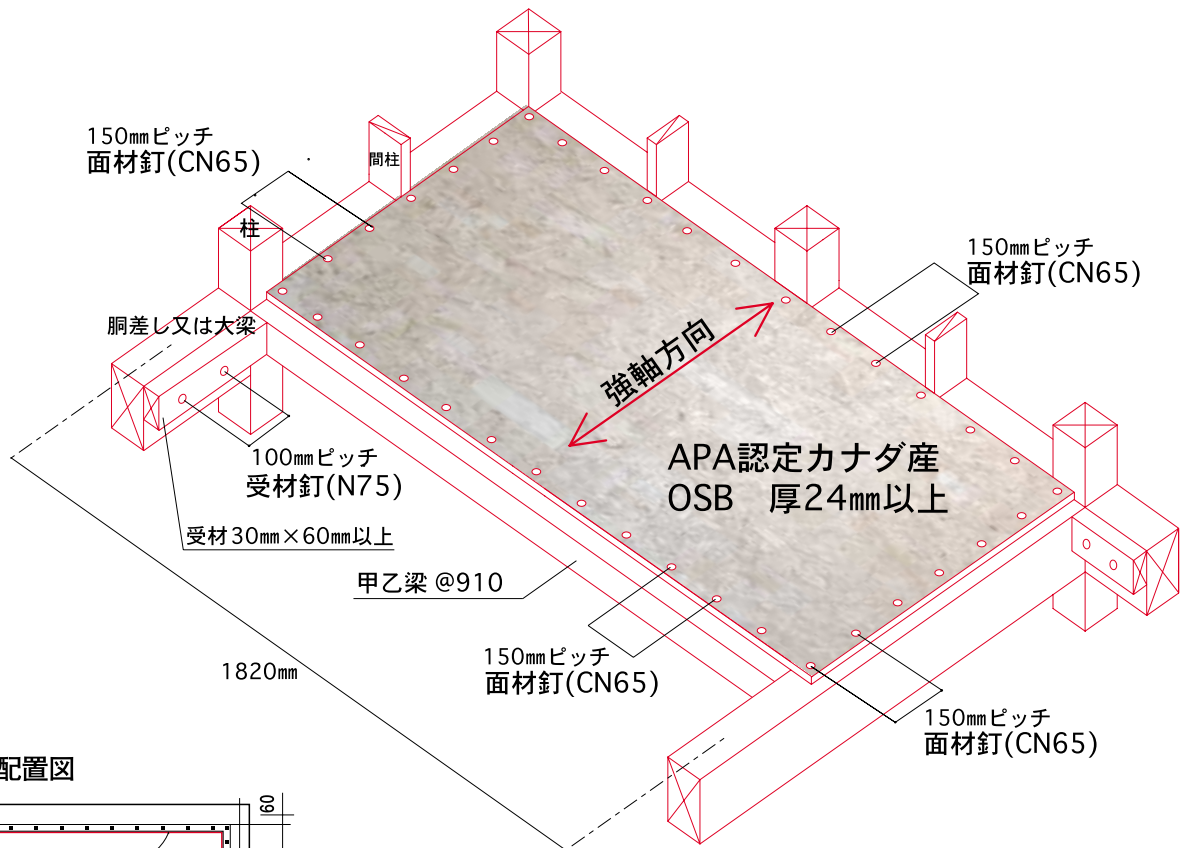 150㎜ピッチ
面材釘(CN65)
間柱
柱
150㎜ピッチ
面材釘(CN65)
胴差し又は大梁
強軸方向
100㎜ピッチ
受材釘(N75)
APA認定カナダ産
OSB　厚24㎜以上
受材30㎜×60㎜以上
甲乙梁 @910
150㎜ピッチ
面材釘(CN65)
1820㎜
150㎜ピッチ
面材釘(CN65)
配置図
60